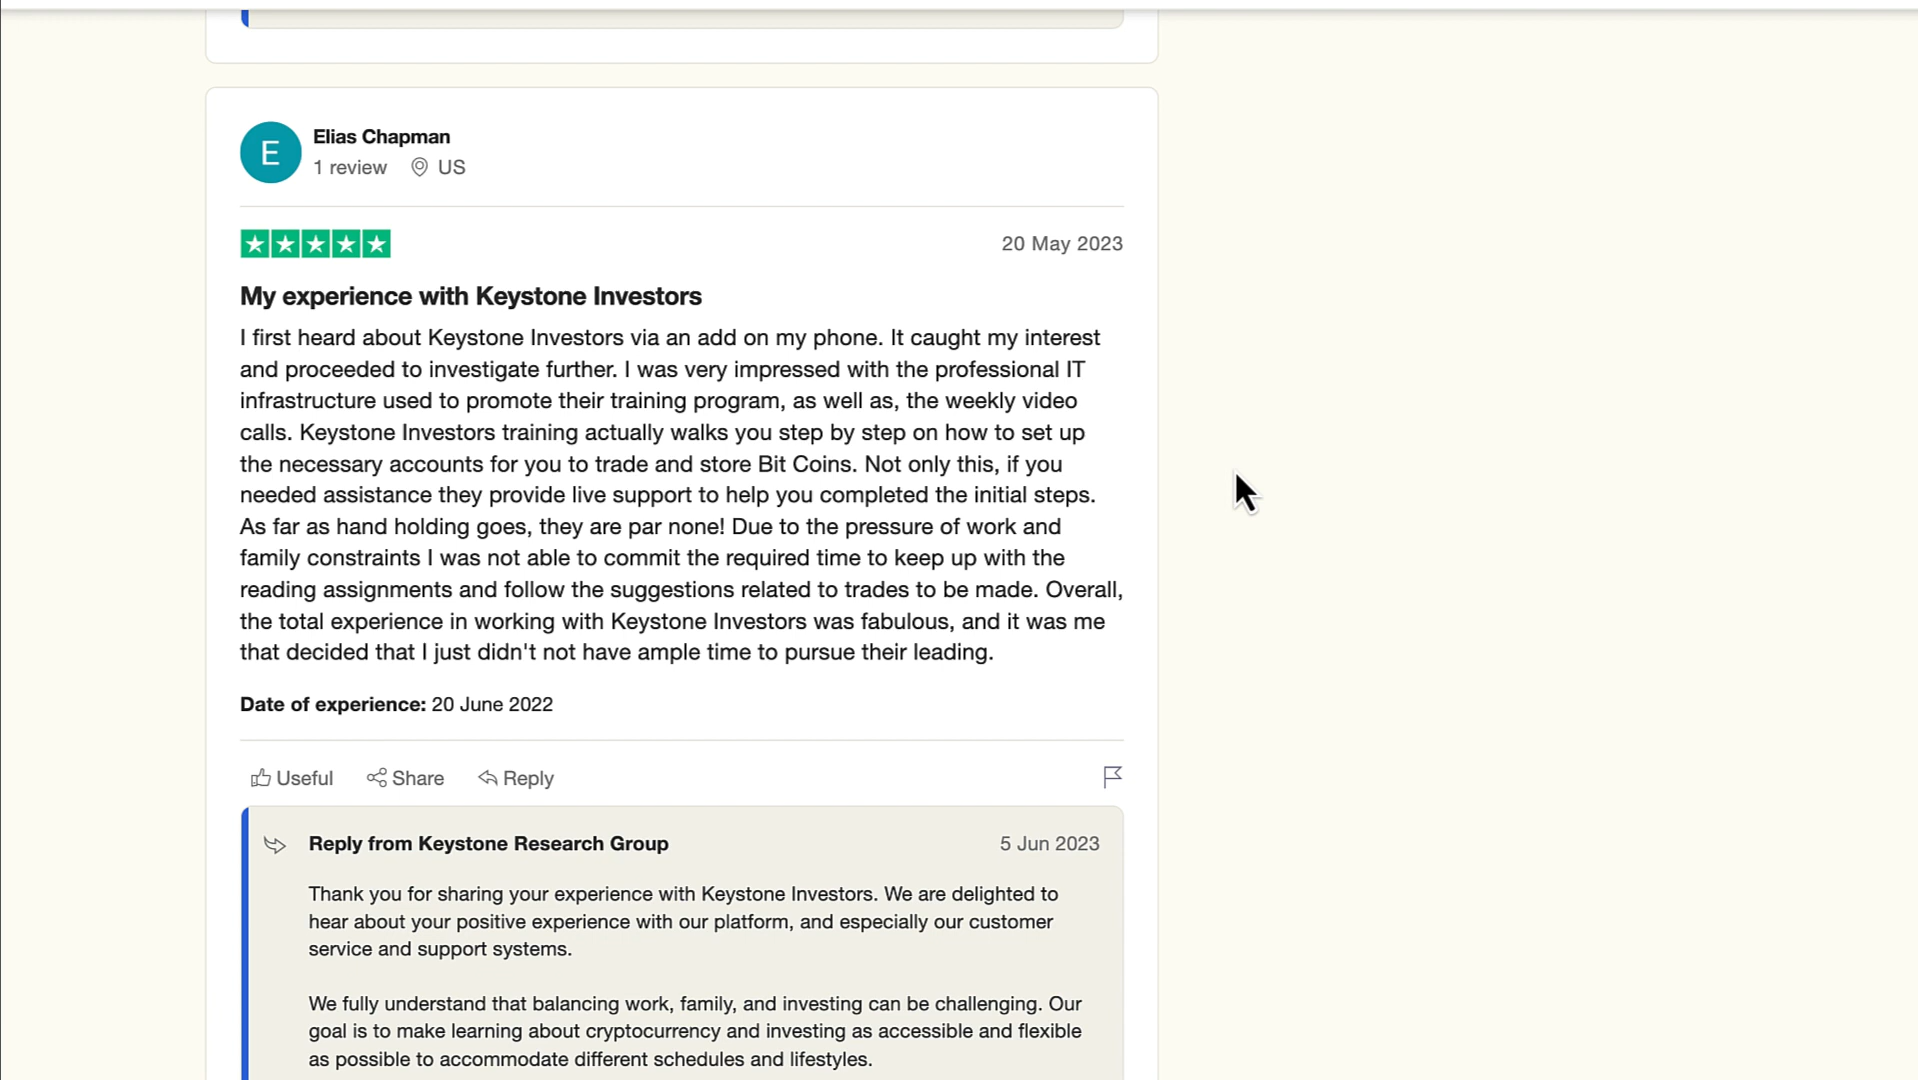 E
Elias Chapman
1 review US
20 May 2023
My experience with Keystone Investors
I first heard about Keystone Investors via an add on my phone. It caught my interest
and proceeded to investigate further. I was very impressed with the professional IT
infrastructure used to promote their training program, as well as, the weekly video
calls. Keystone Investors training actually walks you step by step on how to set up
the necessary accounts for you to trade and store Bit Coins. Not only this, if you
needed assistance they provide live support to help you completed the initial steps.
As far as hand holding goes, they are par none! Due to the pressure of work and
family constraints I was not able to commit the required time to keep up with the
reading assignments and follow the suggestions related to trades to be made. Overall,
the total experience in working with Keystone Investors was fabulous, and it was me
that decided that I just didn't not have ample time to pursue their leading.
Date of experience: 20 June 2022
Useful Share Reply
Reply from Keystone Research Group 5 Jun 2023
Thank you for sharing your experience with Keystone Investors. We are delighted to
hear about your positive experience with our platform, and especially our customer
service and support systems.
We fully understand that balancing work, family, and investing can be challenging. Our
goal is to make learning about cryptocurrency and investing as accessible and flexible
as possible to accommodate different schedules and lifestyles.